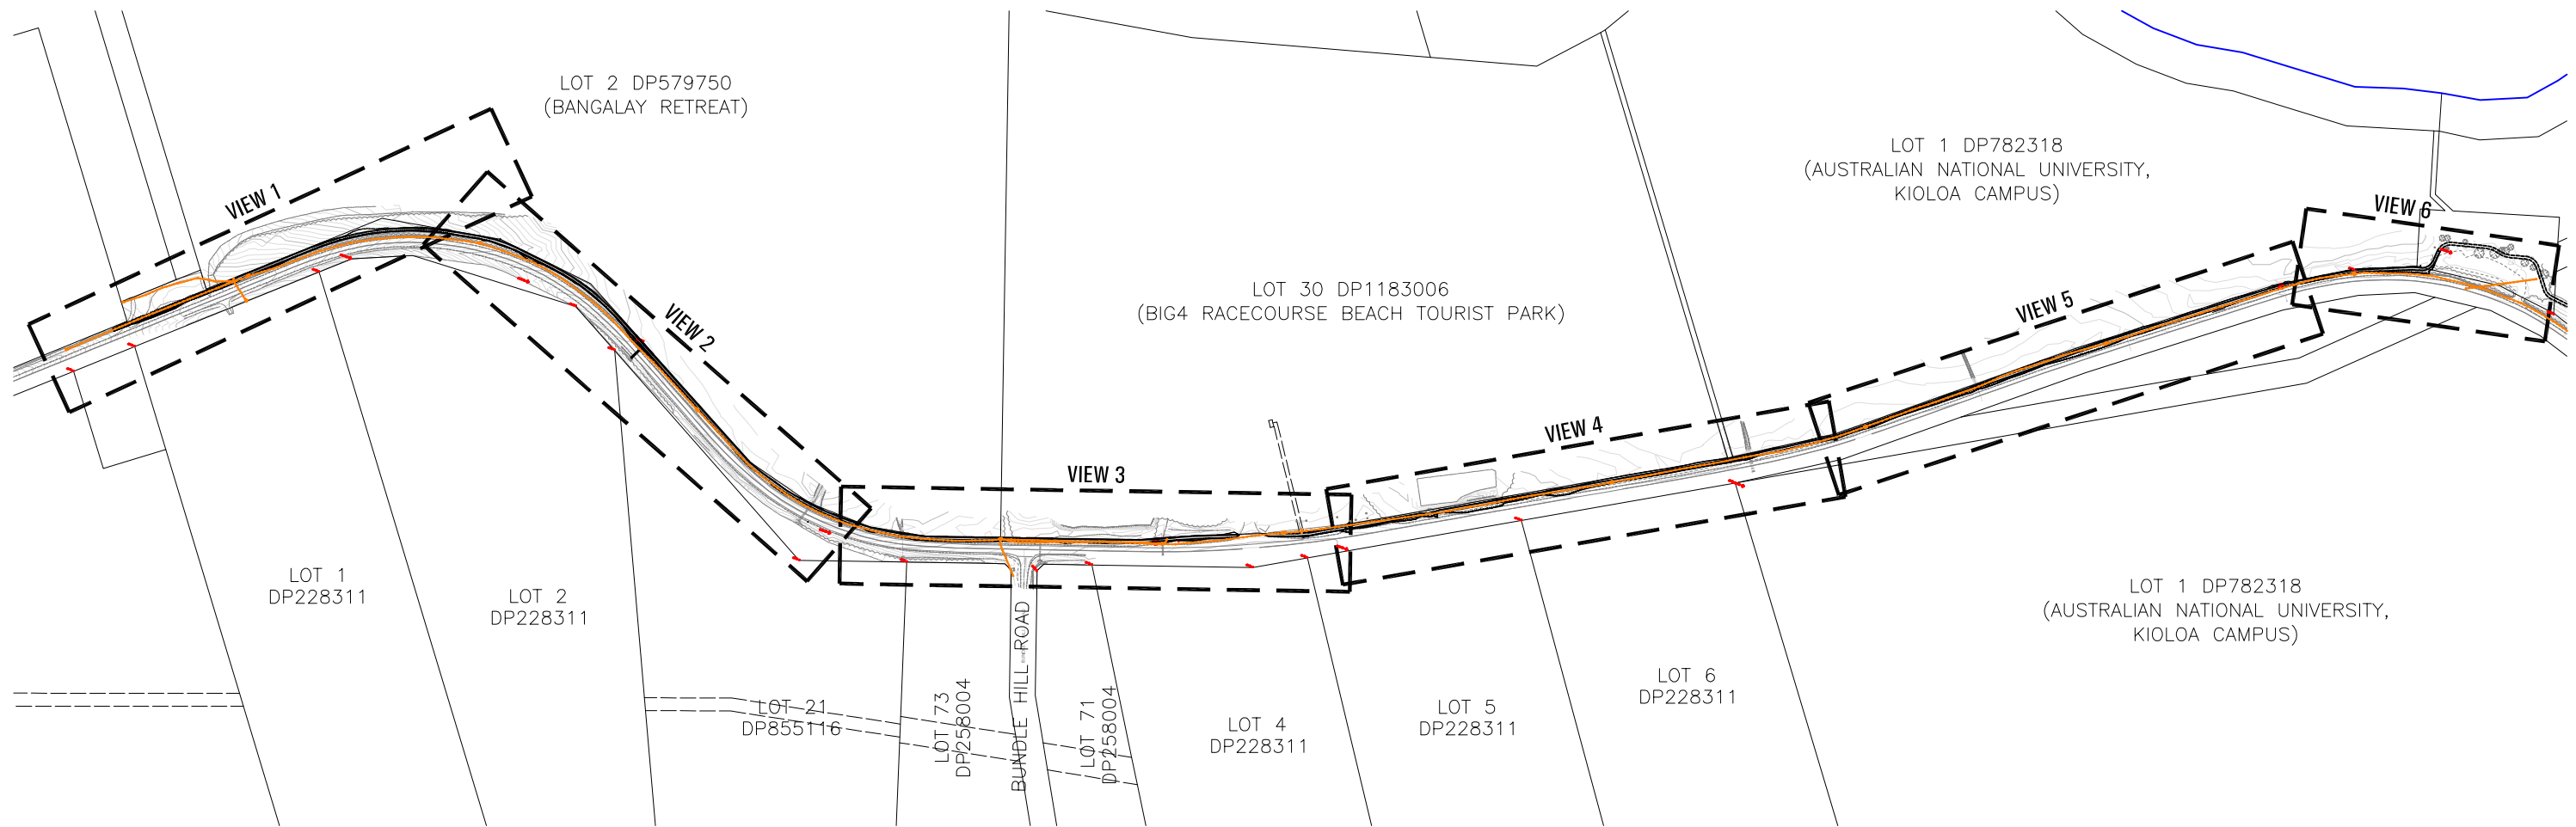 LOT 2 DP579750
(BANGALAY RETREAT)
LOT 1 DP782318
(AUSTRALIAN NATIONAL UNIVERSITY,
KIOLOA CAMPUS)
VIEW 1
VIEW 6
LOT 30 DP1183006
(BIG4 RACECOURSE BEACH TOURIST PARK)
VIEW 5
VIEW 2
VIEW 4
VIEW 3
LOT 1
DP228311
LOT 2
DP228311
LOT 21
DP855116
LOT 73
DP258004
BUNDLE HILL ROAD
LOT 71
DP258004
LOT 4
DP228311
LOT 5
DP228311
LOT 6
DP228311
LOT 1 DP782318
(AUSTRALIAN NATIONAL UNIVERSITY,
KIOLOA CAMPUS)